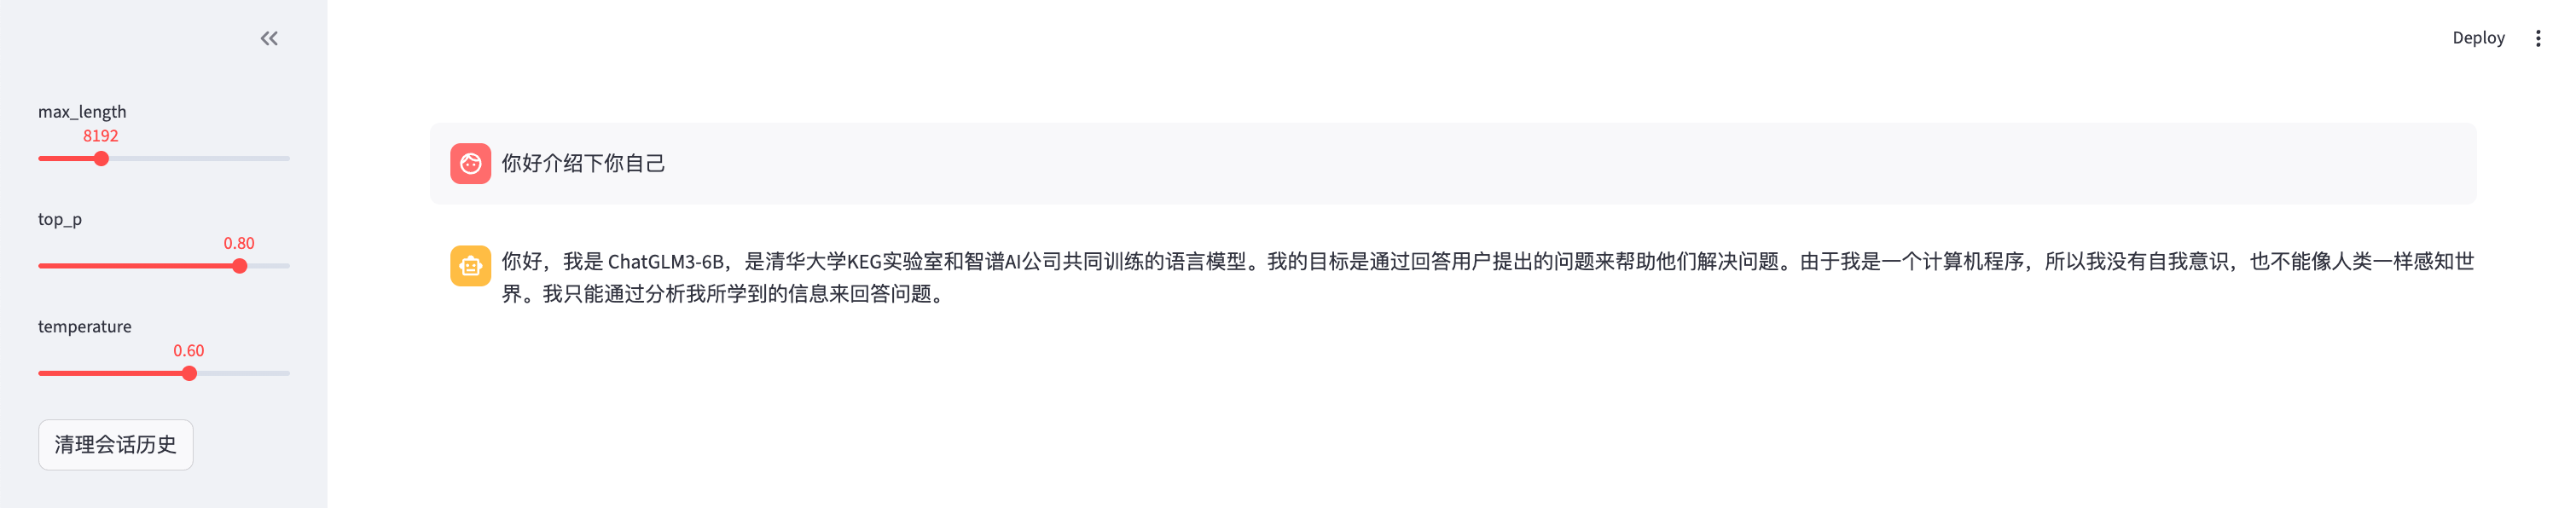 max_length
8192
top_p
0.80
temperature
0.60
清理会话历史
Deploy
你好介绍下你自己
你好，我是 ChatGLM3-6B，是清华大学KEG实验室和智谱AI公司共同训练的语言模型。我的目标是通过回答用户提出的问题来帮助他们解决问题。由于我是一个计算机程序，所以我没有自我意识，也不能像人类一样感知世
界。我只能通过分析我所学到的信息来回答问题。